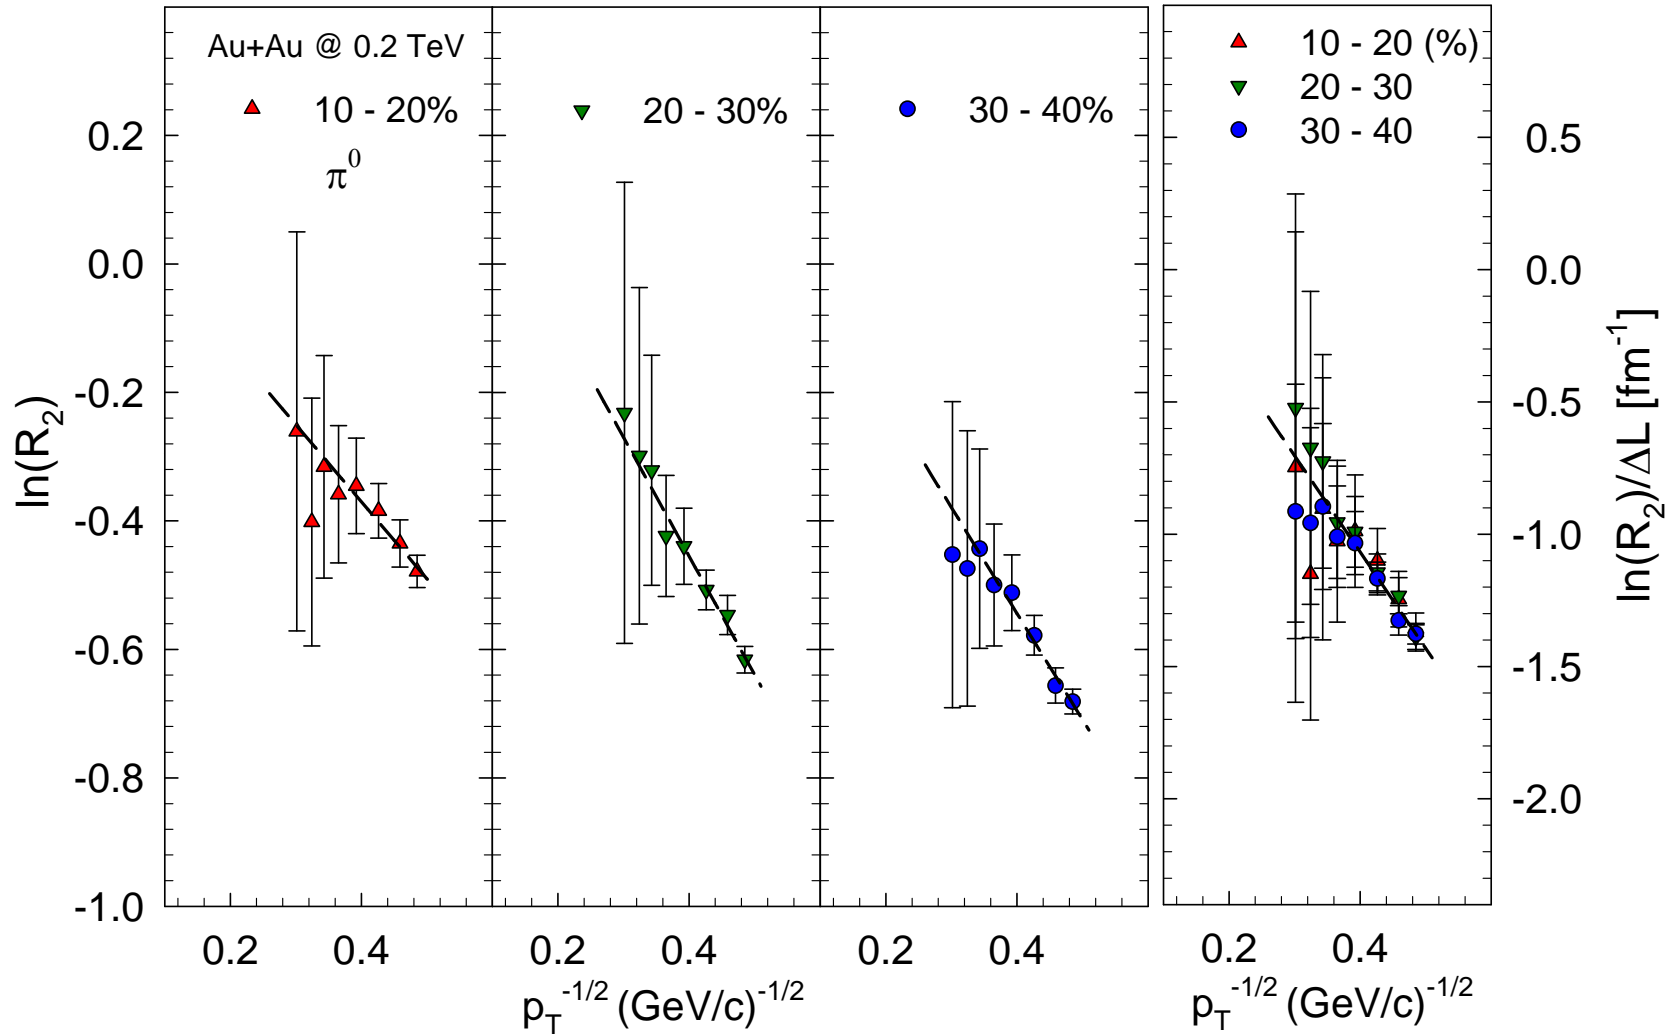 Au+Au @ 0.2 TeV
10 - 20%
π⁰
20 - 30%
30 - 40%
10 - 20 (%)
20 - 30
30 - 40
ln(R₂)
0.2
0.0
-0.2
-0.4
-0.6
-0.8
-1.0
0.2 0.4
0.2 0.4
0.2 0.4
0.2 0.4
p_T^-1/2 (GeV/c)^-1/2
p_T^-1/2 (GeV/c)^-1/2
0.5
0.0
-0.5
-1.0
-1.5
-2.0
ln(R₂)/ΔL [fm⁻¹]